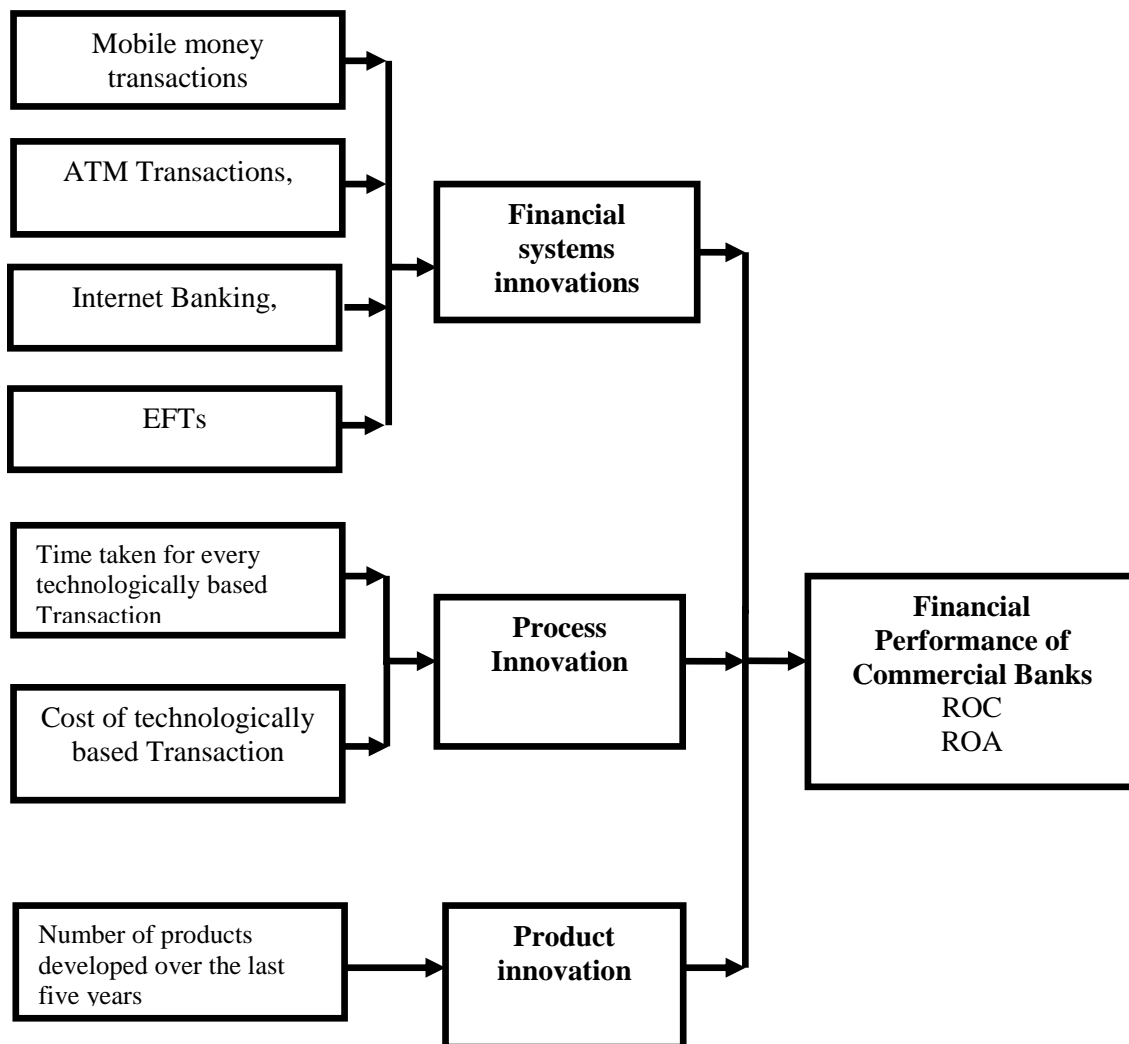 Mobile money
transactions
ATM Transactions,
Internet Banking,
EFTs
Financial
systems
innovations
Time taken for every
technologically based
Transaction
Cost of technologically
based Transaction
Process
Innovation
Number of products
developed over the last
five years
Product
innovation
Financial
Performance of
Commercial Banks
ROC
ROA